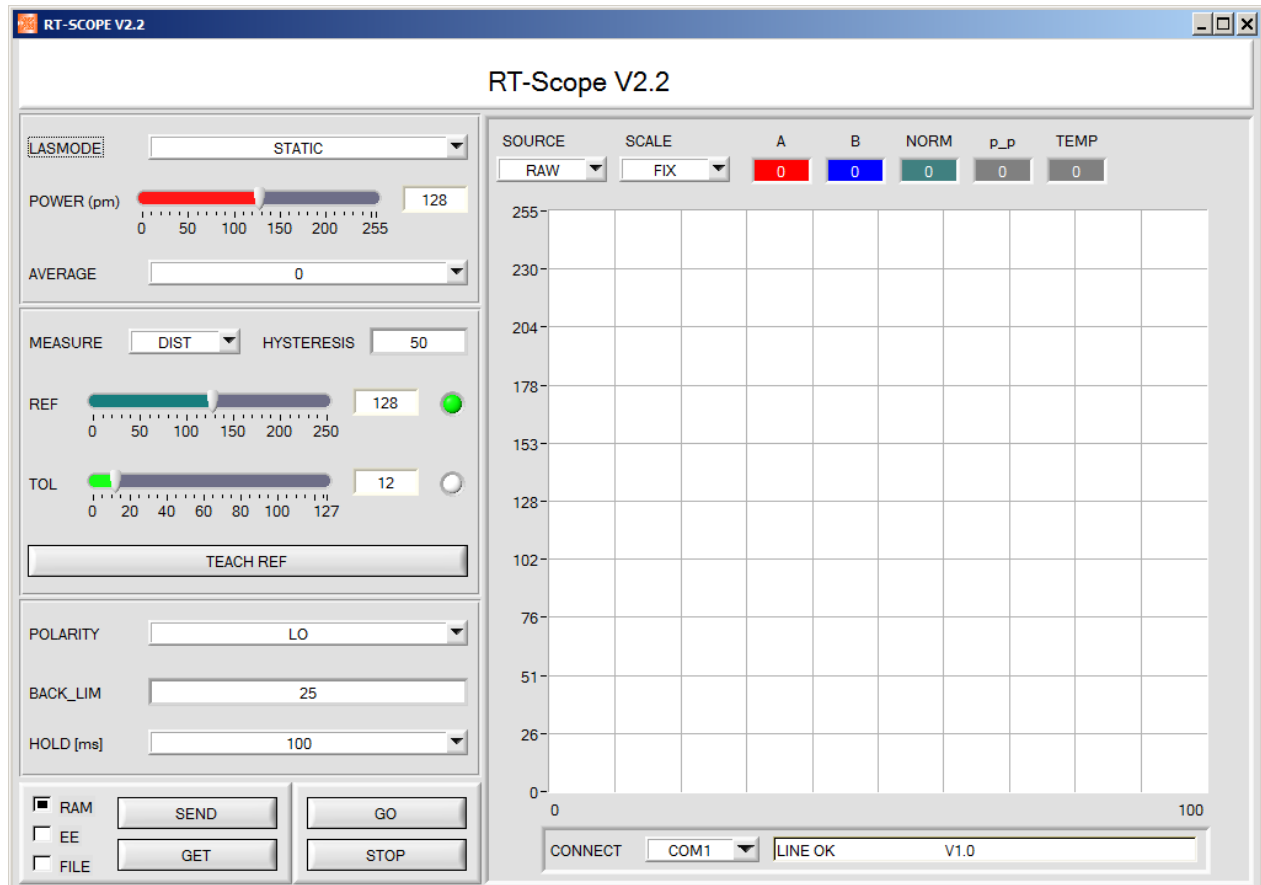 RT-SCOPE V2.2
RT-Scope V2.2
LASMODE STATIC
POWER (pm) 128
0 50 100 150 200 255
AVERAGE 0
MEASURE DIST HYSTERESIS 50
REF 128
0 50 100 150 200 250
TOL 12
0 20 40 60 80 100 127
TEACH REF
POLARITY LO
BACK_LIM 25
HOLD [ms] 100
RAM
EE
FILE
SEND
GET
GO
STOP
SOURCE SCALE A B NORM p_p TEMP
RAW FIX 0 0 0 0 0
255
230
204
178
153
128
102
76
51
26
0
0 100
CONNECT COM1 LINE OK V1.0